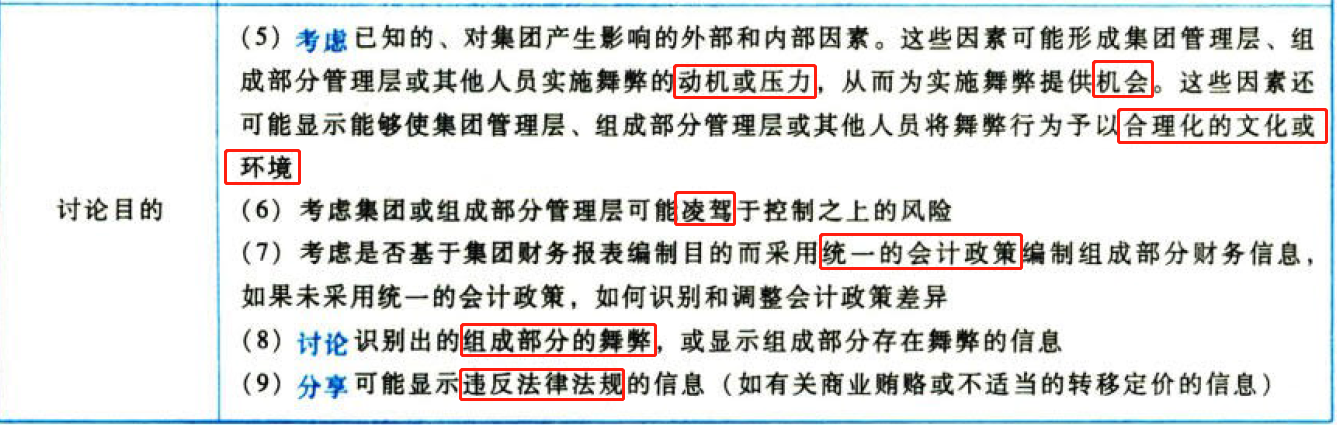 讨论目的
(5) 考虑已知的、对集团产生影响的外部和内部因素。这些因素可能形成集团管理层、组
成部分管理层或其他人员实施舞弊的动机或压力，从而为实施舞弊提供机会。这些因素还
可能显示能够使集团管理层、组成部分管理层或其他人员将舞弊行为予以合理化的文化或
环境
(6) 考虑集团或组成部分管理层可能凌驾于控制之上的风险
(7) 考虑是否基于集团财务报表编制目的而采用统一的会计政策编制组成部分财务信息，
如果未采用统一的会计政策，如何识别和调整会计政策差异
(8) 讨论识别出的组成部分的舞弊，或显示组成部分存在舞弊的信息
(9) 分享可能显示违反法律法规的信息（如有关商业贿赂或不适当的转移定价的信息）